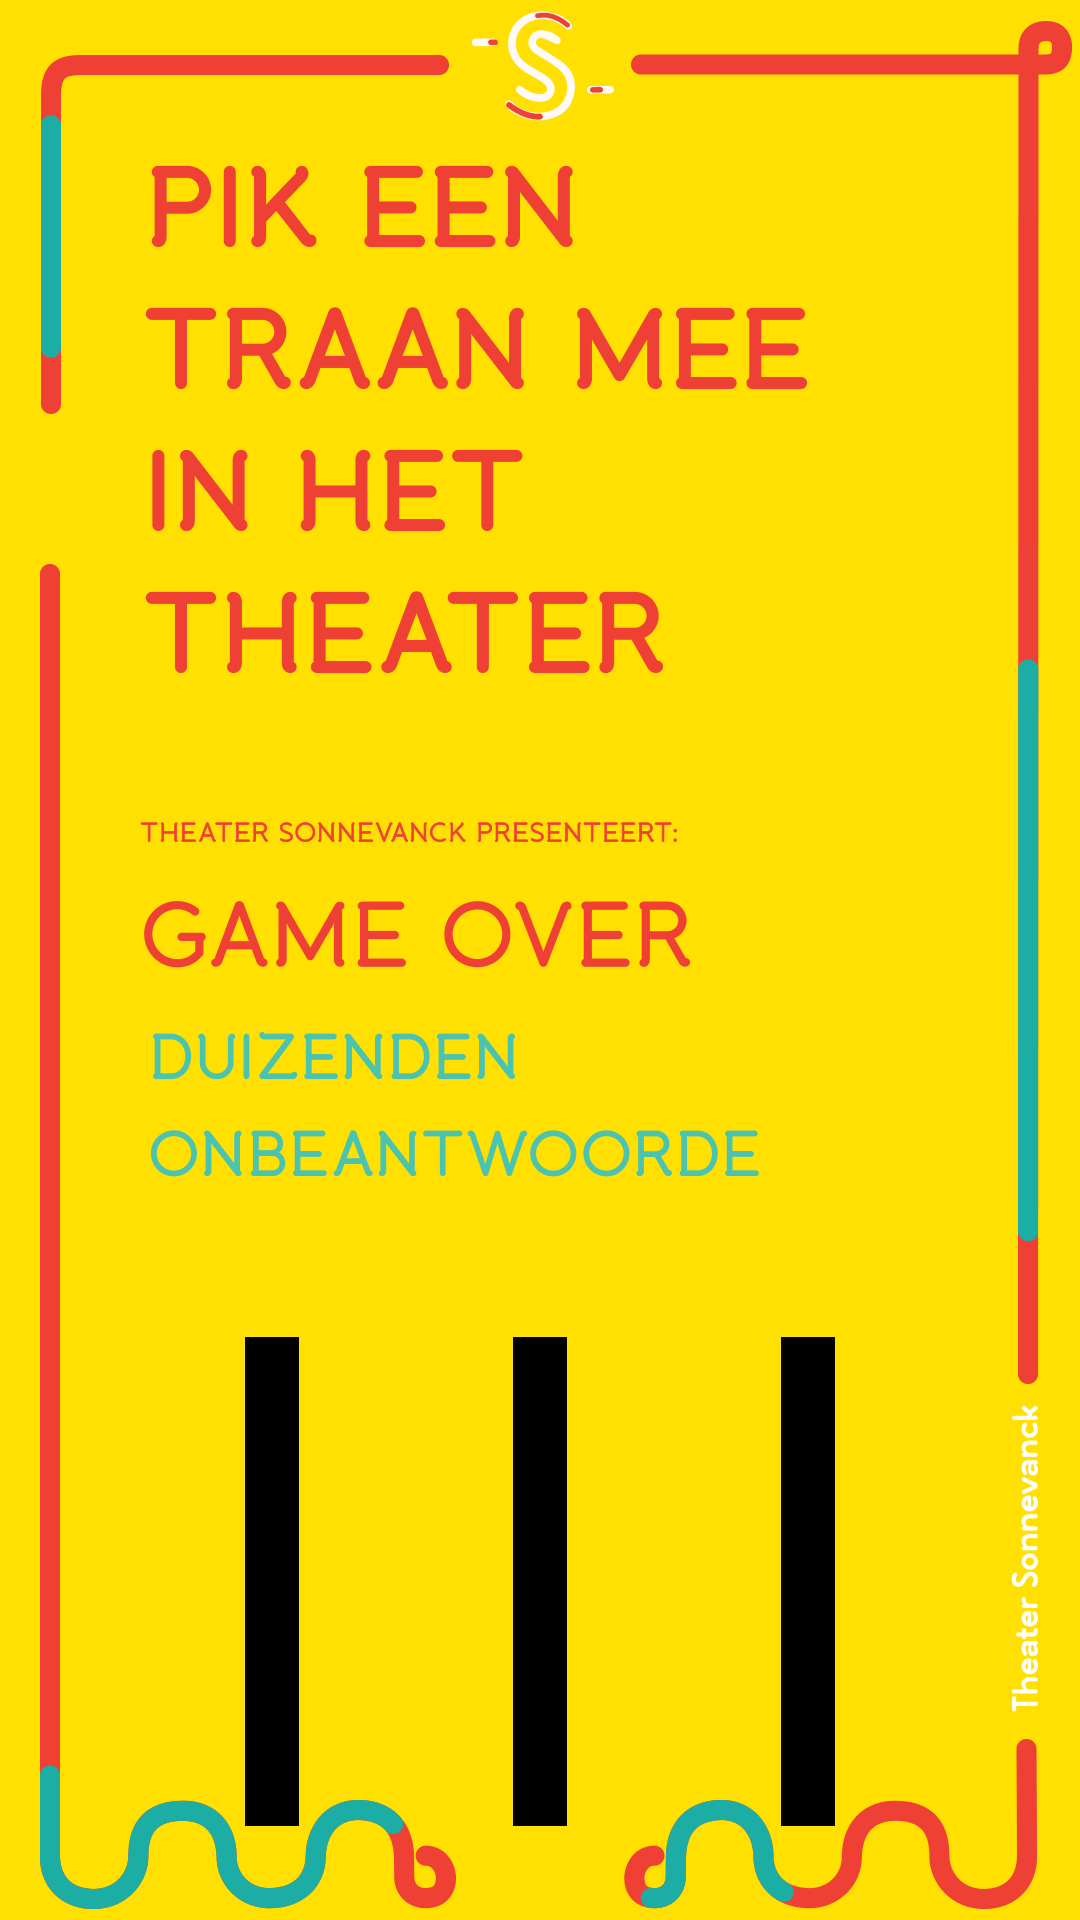 S
PIK EEN
TRAAN MEE
IN HET
THEATER
THEATER SONNEVANCK PRESENTEERT:
GAME OVER
DUIZENDEN
ONBEANTWOORDE
Theater Sonnevanck